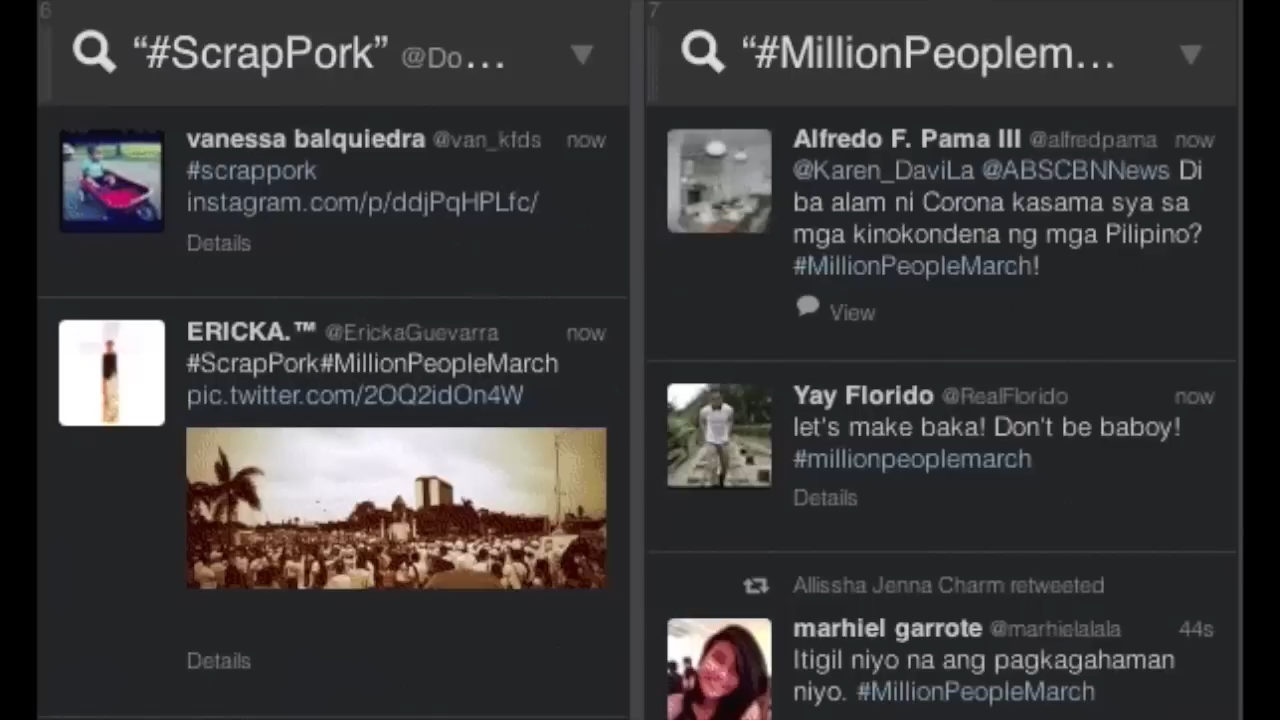 6
“#ScrapPork” @Do...
vanessa balquiedra @van_kfds now
#scrappork
instagram.com/p/ddjPqHPLfc/
Details
ERICKA.™ @ErickaGuevarra now
#ScrapPork#MillionPeopleMarch
pic.twitter.com/2OQ2idOn4W
Details
7
“#MillionPeoplem...
Alfredo F. Pama III @alfredpama now
@Karen_DaviLa @ABSCBNNews Di
ba alam ni Corona kasama sya sa
mga kinokondena ng mga Pilipino?
#MillionPeopleMarch!
View
Yay Florido @RealFlorido now
let's make baka! Don't be baboy!
#millionpeoplemarch
Details
Allissha Jenna Charm retweeted
marhiel garrote @marhielalala 44s
Itigil niyo na ang pagkagahaman
niyo. #MillionPeopleMarch